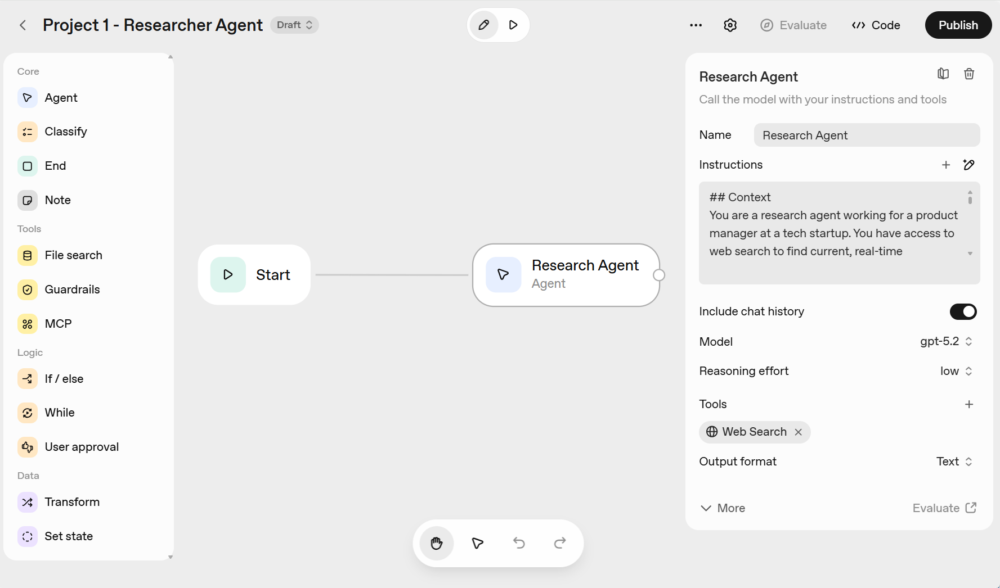 Project 1 - Researcher Agent
Draft
Evaluate
Code
Publish
Core
Agent
Classify
End
Note
Tools
File search
Guardrails
MCP
Logic
If / else
While
User approval
Data
Transform
Set state
Start
Research Agent
Agent
Research Agent
Call the model with your instructions and tools
Name
Research Agent
Instructions
## Context
You are a research agent working for a product
manager at a tech startup. You have access to
web search to find current, real-time
Include chat history
Model
gpt-5.2
Reasoning effort
low
Tools
Web Search
Output format
Text
More
Evaluate